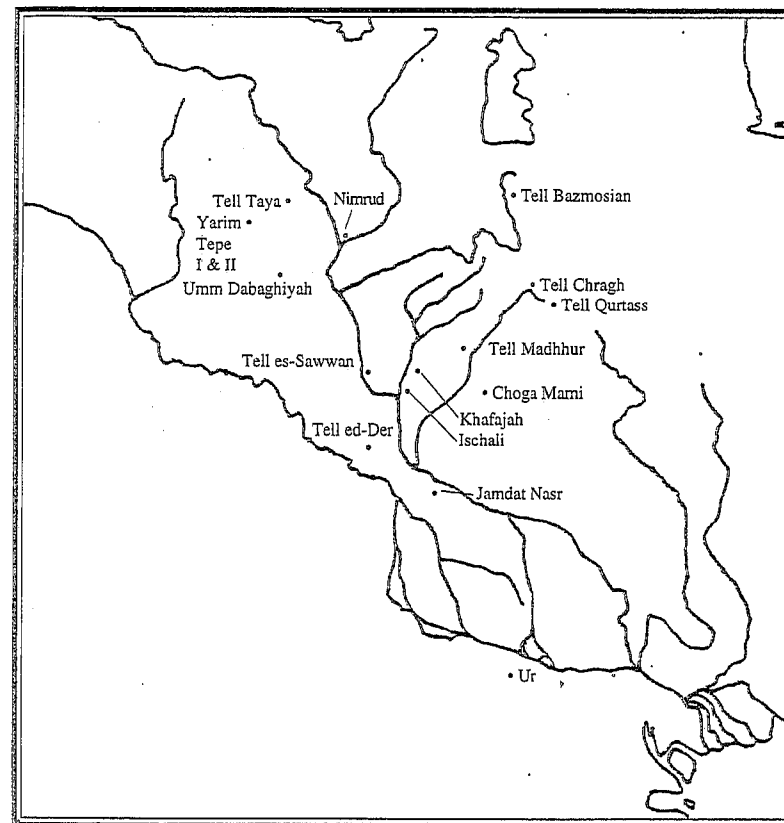 Nimrud
Tell Taya
Tell Bazmosian
Yarim
Tepe
I & II
Umm Dabaghiyah
Tell Chragh
Tell Qurtass
Tell Madhhur
Tell es-Sawwan
Choga Mami
Khafajah
Ischali
Tell ed-Der
Jamdat Nasr
Ur